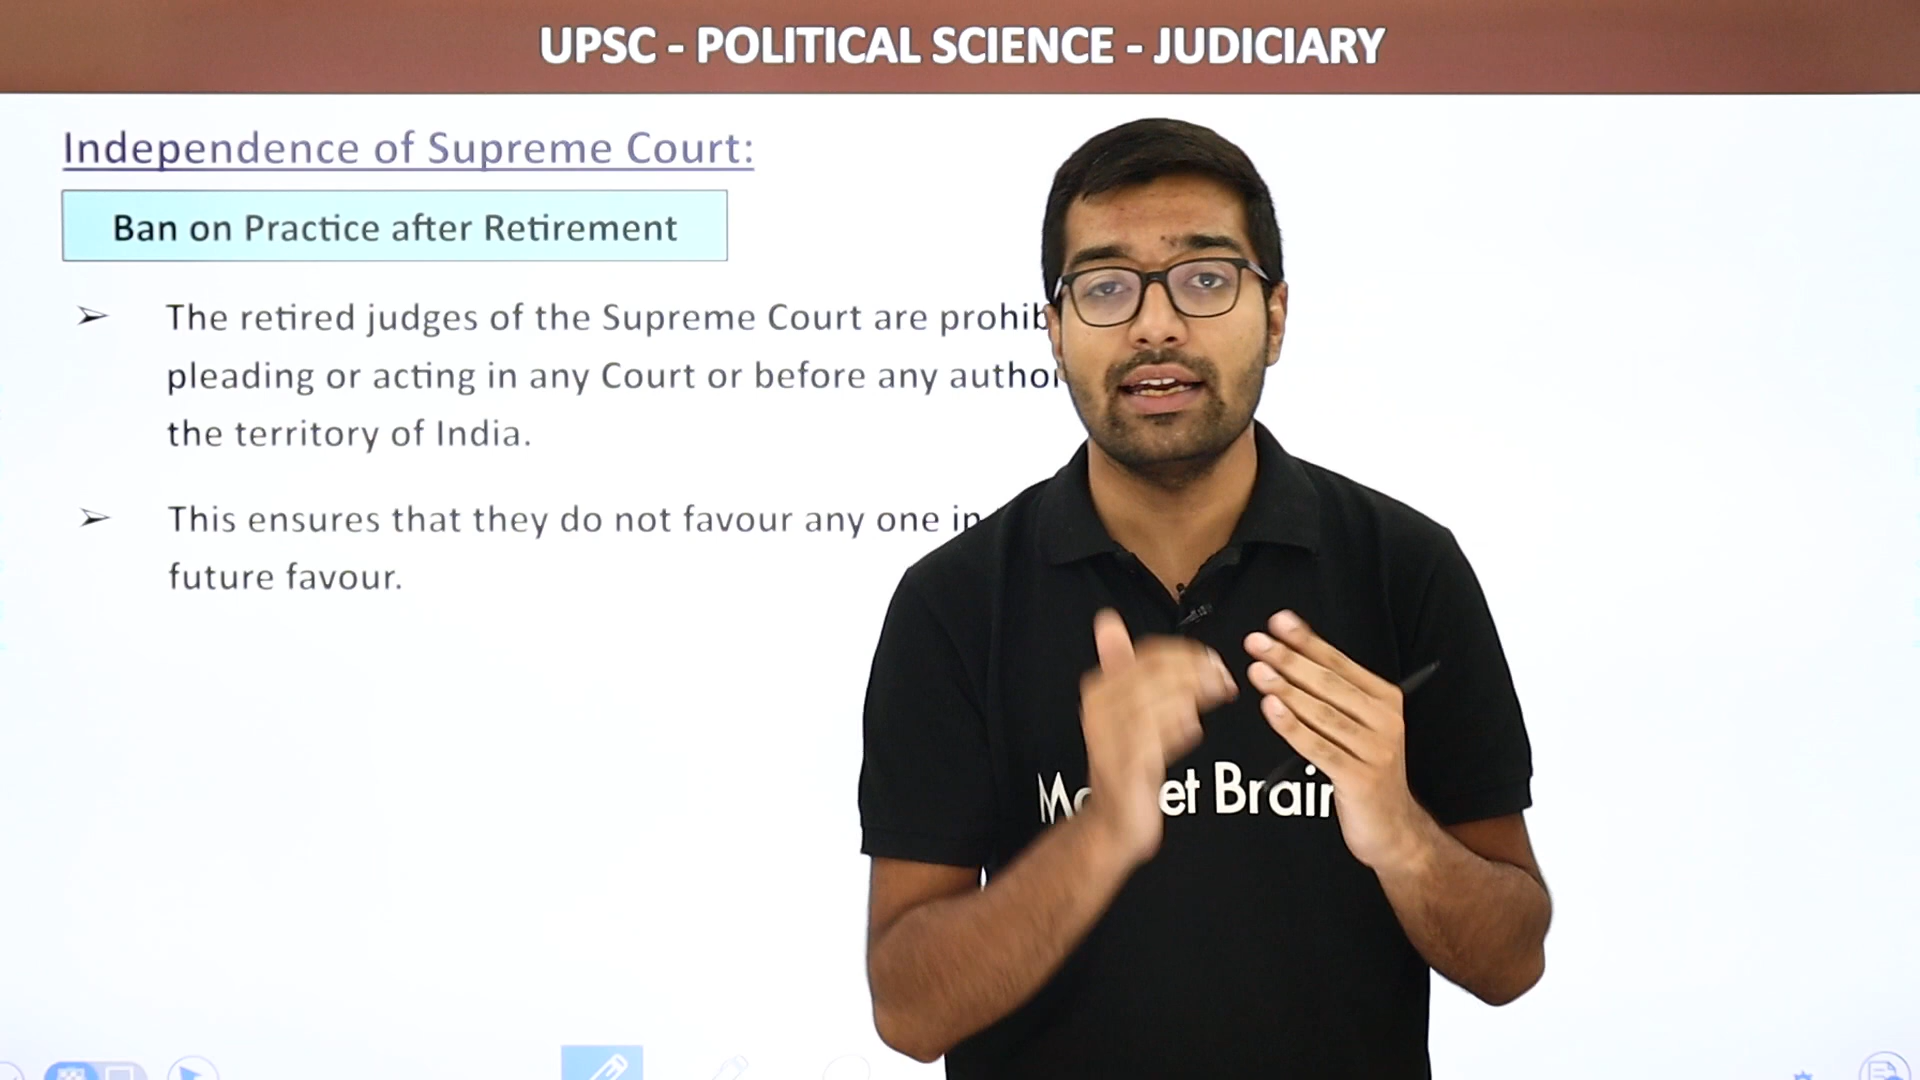 UPSC - POLITICAL SCIENCE - JUDICIARY
Independence of Supreme Court:
Ban on Practice after Retirement
➢ The retired judges of the Supreme Court are prohib
pleading or acting in any Court or before any author
the territory of India.
➢ This ensures that they do not favour any one in
future favour.
et Brain